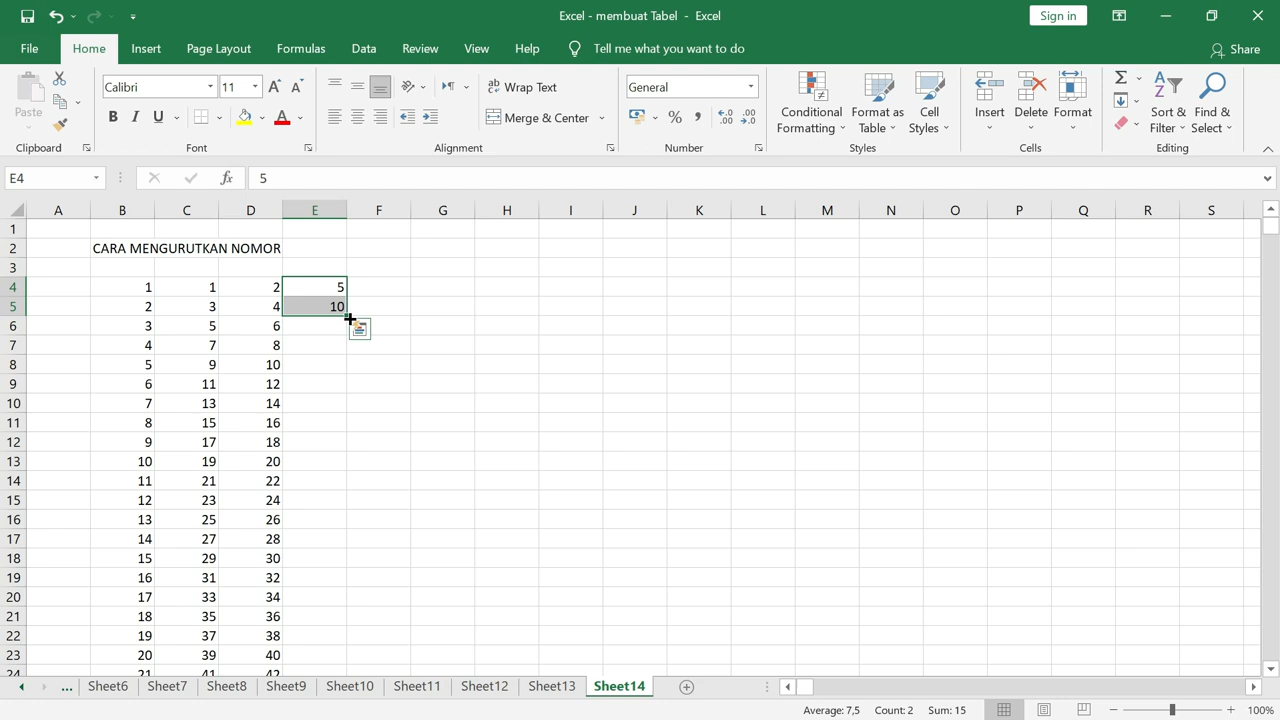 Excel - membuat Tabel - Excel
Sign in
File Home Insert Page Layout Formulas Data Review View Help Tell me what you want to do Share
Paste
Calibri 11
Wrap Text
Merge & Center
General
Conditional Formatting
Format as Table
Cell Styles
Insert
Delete
Format
Sort & Filter
Find & Select
Clipboard Font Alignment Number Styles Cells Editing
E4 fx 5
A B C D E F G H I J K L M N O P Q R S
1
2 CARA MENGURUTKAN NOMOR
3
4 1 1 2 5
5 2 3 4 10
6 3 5 6
7 4 7 8
8 5 9 10
9 6 11 12
10 7 13 14
11 8 15 16
12 9 17 18
13 10 19 20
14 11 21 22
15 12 23 24
16 13 25 26
17 14 27 28
18 15 29 30
19 16 31 32
20 17 33 34
21 18 35 36
22 19 37 38
23 20 39 40
24 21 41 42
... Sheet6 Sheet7 Sheet8 Sheet9 Sheet10 Sheet11 Sheet12 Sheet13 Sheet14
Average: 7,5 Count: 2 Sum: 15 100%